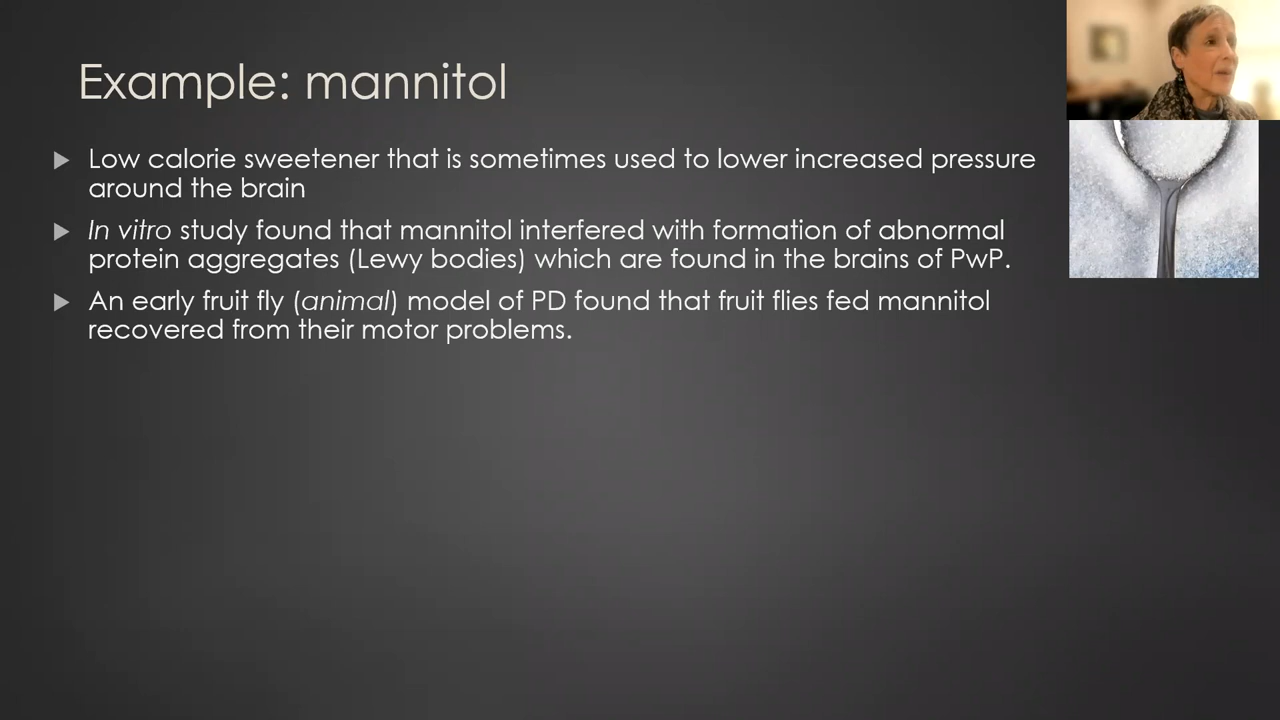 Example: mannitol
Low calorie sweetener that is sometimes used to lower increased pressure
around the brain
In vitro study found that mannitol interfered with formation of abnormal
protein aggregates (Lewy bodies) which are found in the brains of PwP.
An early fruit fly (animal) model of PD found that fruit flies fed mannitol
recovered from their motor problems.